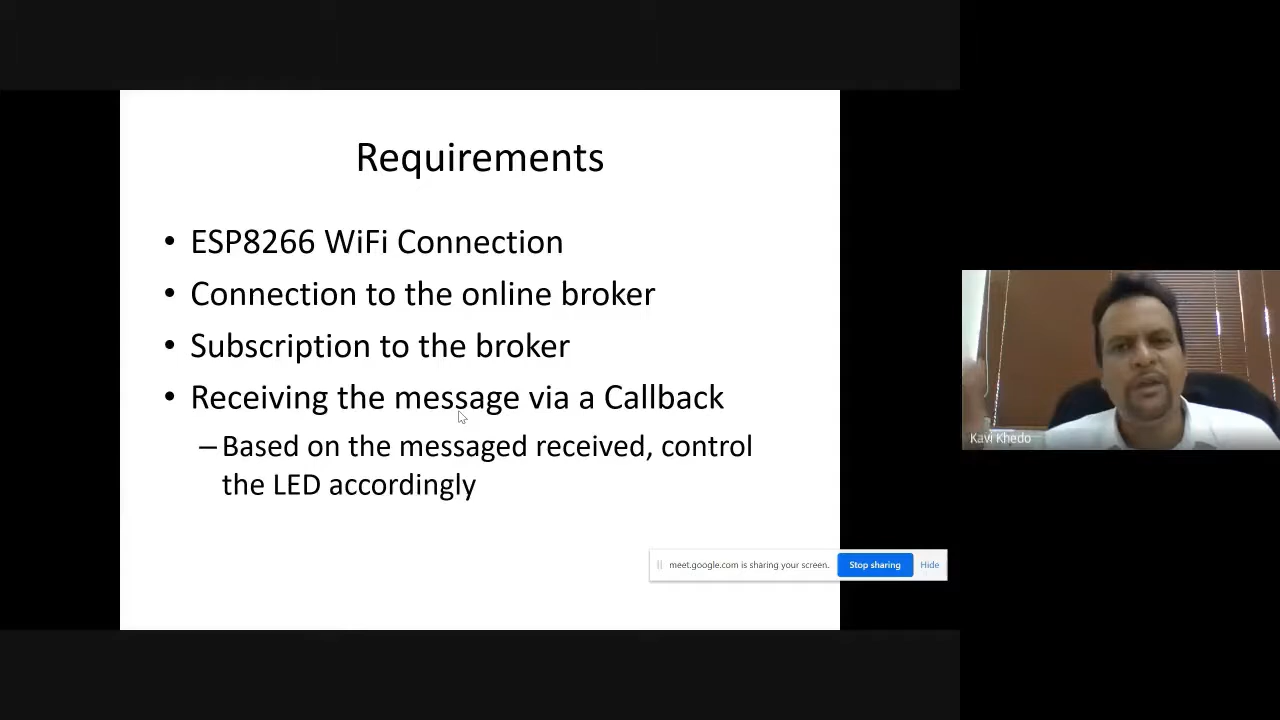 Requirements
• ESP8266 WiFi Connection
• Connection to the online broker
• Subscription to the broker
• Receiving the message via a Callback
– Based on the messaged received, control
the LED accordingly
Kavi Khedo
meet.google.com is sharing your screen.
Stop sharing
Hide